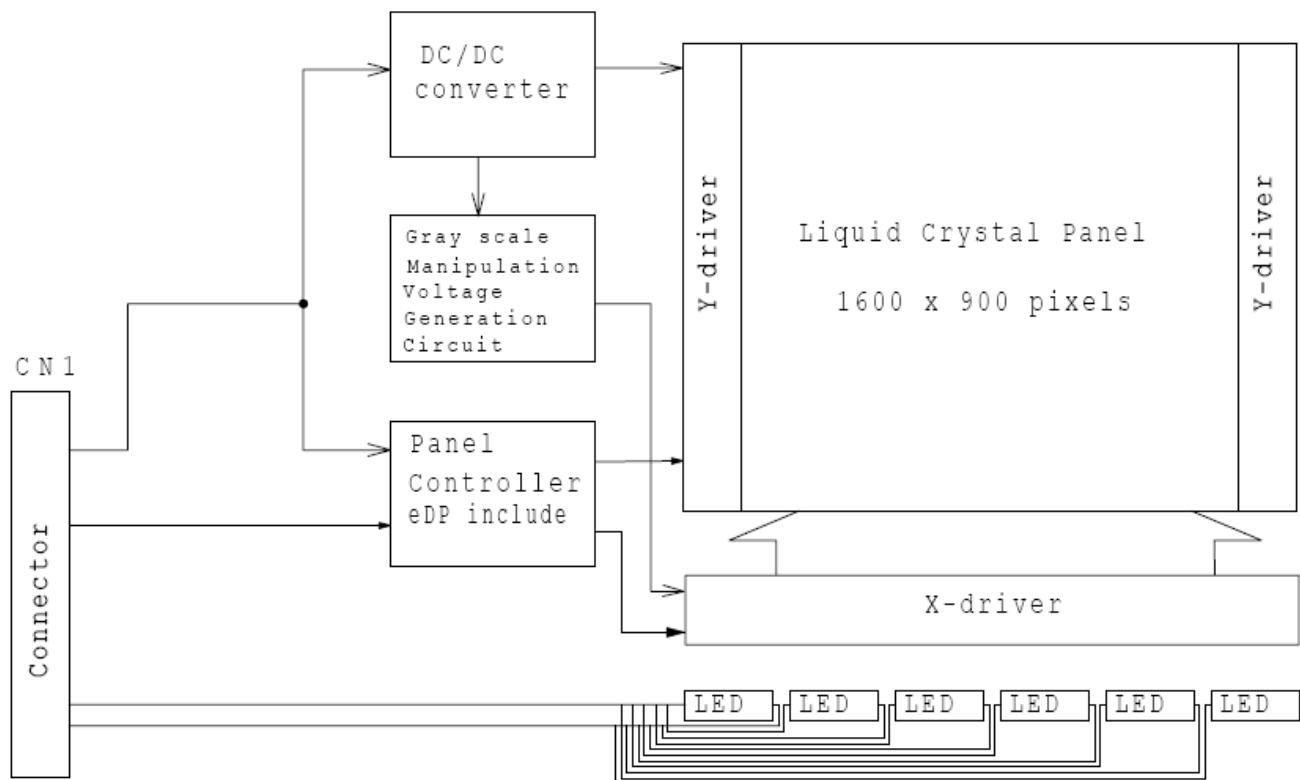 DC/DC
converter
Gray scale
Manipulation
Voltage
Generation
Circuit
Y-driver
Liquid Crystal Panel
1600 x 900 pixels
Y-driver
CN1
Connector
Panel
Controller
eDP include
X-driver
LED
LED
LED
LED
LED
LED